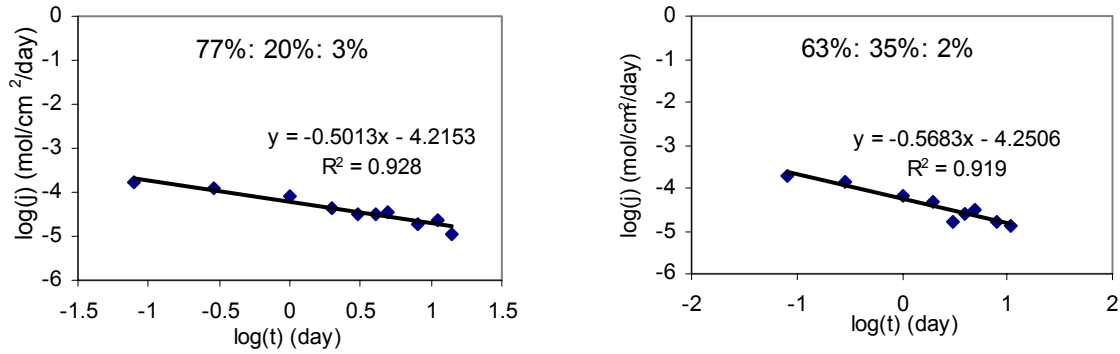 77%: 20%: 3%
y = -0.5013x - 4.2153
R² = 0.928
log(j) (mol/cm ²/day)
0
-1
-2
-3
-4
-5
-6
-1.5
-1
-0.5
0
0.5
1
1.5
log(t) (day)
63%: 35%: 2%
y = -0.5683x - 4.2506
R² = 0.919
log(j) (mol/cm²/day)
0
-1
-2
-3
-4
-5
-6
-2
-1
0
1
2
log(t) (day)